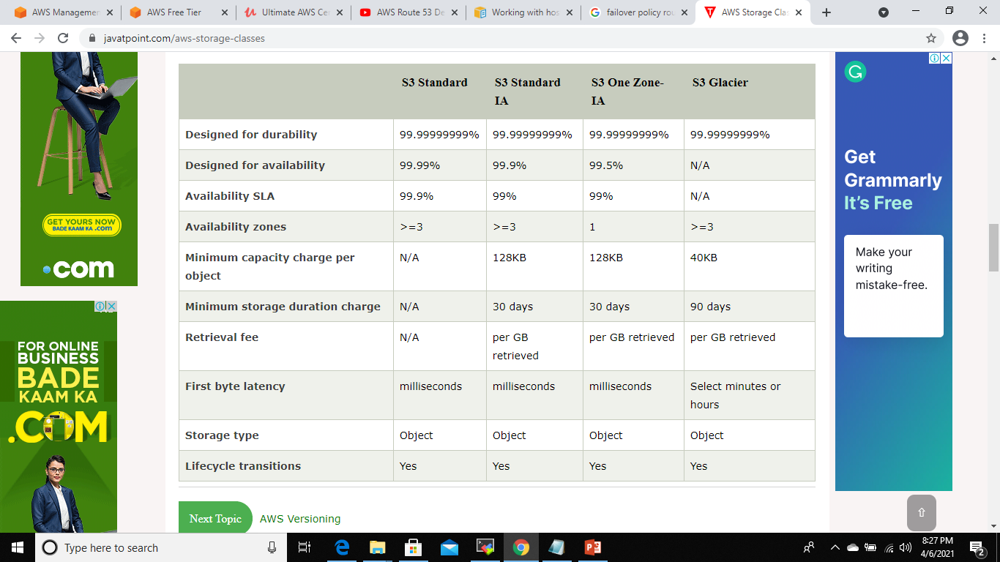 AWS Managemen
AWS Free Tier
Ultimate AWS Cer
AWS Route 53 De
Working with hos
failover policy rou
AWS Storage Clas
javatpoint.com/aws-storage-classes
GET YOURS NOW
BADE KAAM KA .com
.com
FOR ONLINE
BUSINESS
BADE
KAAM KA
.COM
S3 Standard
S3 Standard
IA
S3 One Zone-
IA
S3 Glacier
Designed for durability 99.99999999% 99.99999999% 99.99999999% 99.99999999%
Designed for availability 99.99% 99.9% 99.5% N/A
Availability SLA 99.9% 99% 99% N/A
Availability zones >=3 >=3 1 >=3
Minimum capacity charge per
object
N/A 128KB 128KB 40KB
Minimum storage duration charge N/A 30 days 30 days 90 days
Retrieval fee N/A
per GB
retrieved
per GB retrieved per GB retrieved
First byte latency milliseconds milliseconds milliseconds
Select minutes or
hours
Storage type Object Object Object Object
Lifecycle transitions Yes Yes Yes Yes
Next Topic AWS Versioning
G
Get
Grammarly
It's Free
Make your
writing
mistake-free.
Type here to search
8:27 PM
4/6/2021
2